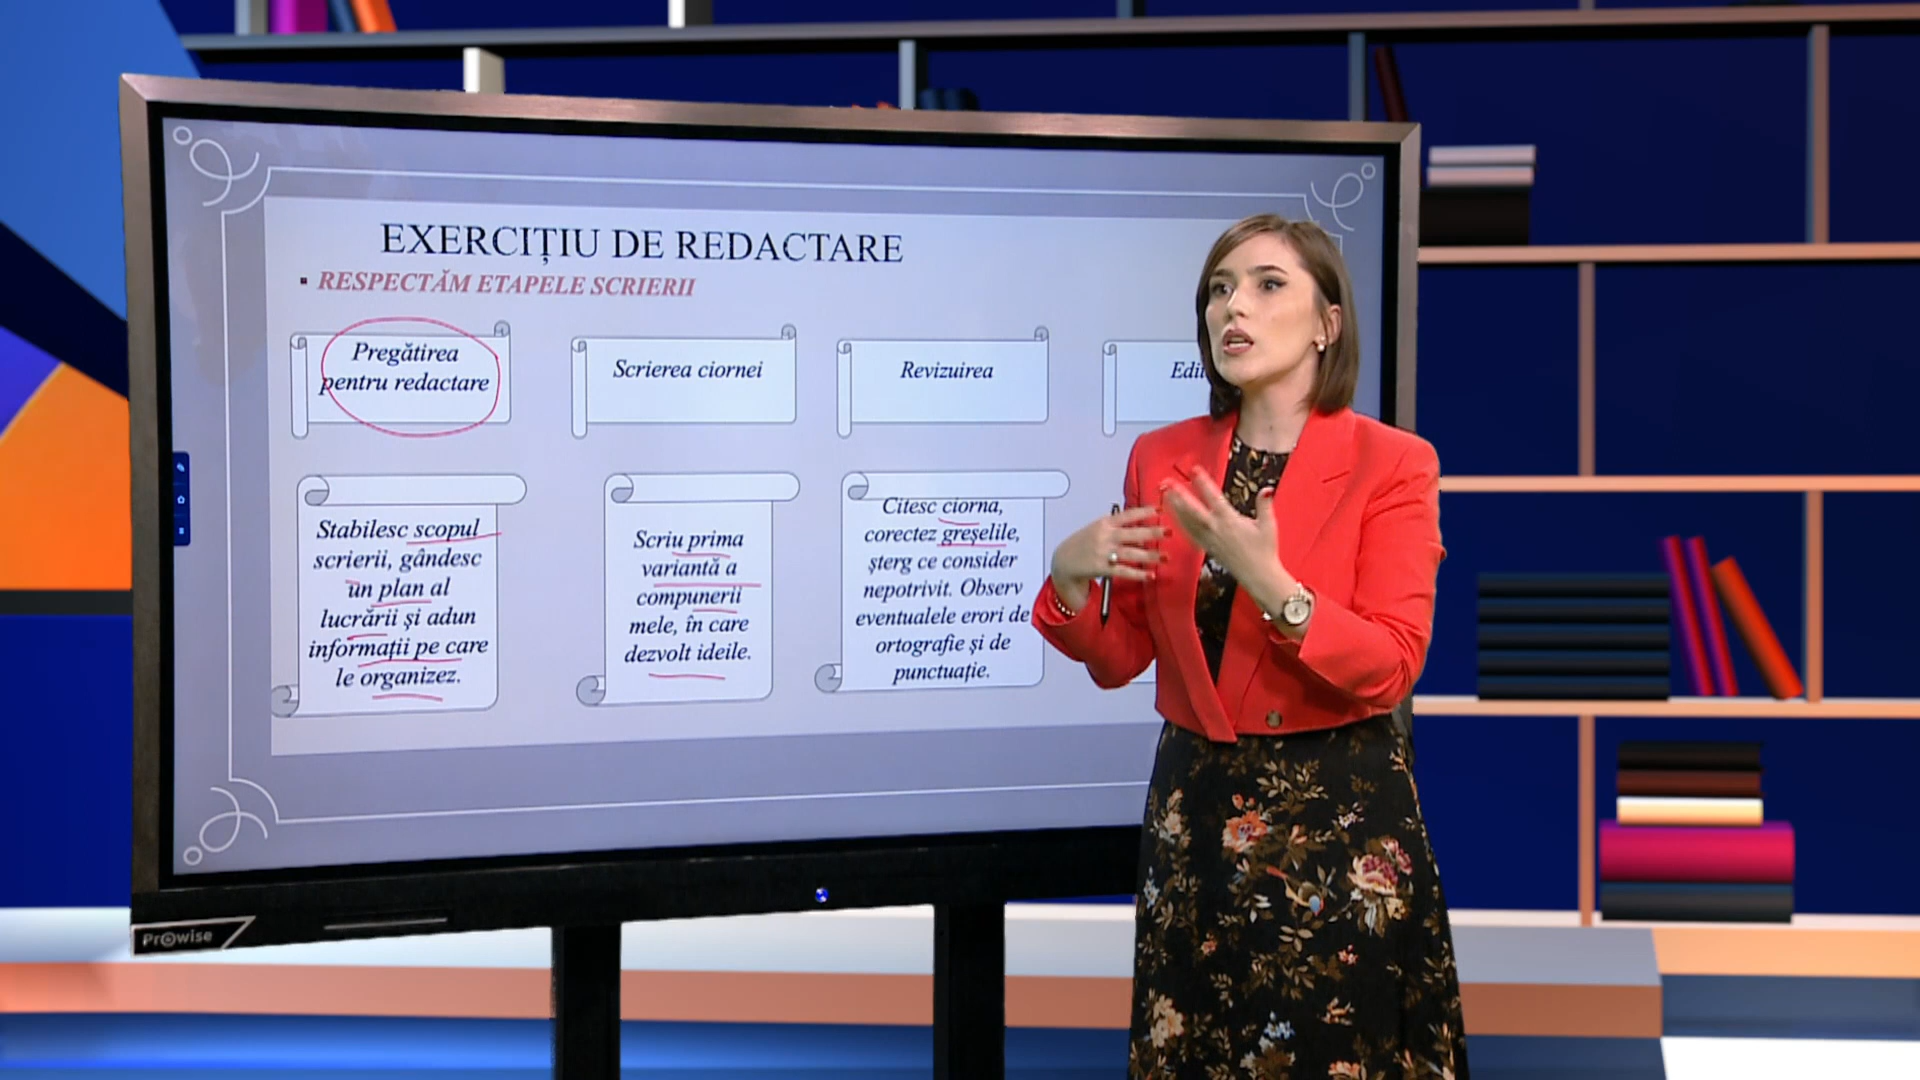 EXERCIȚIU DE REDACTARE
▪ RESPECTĂM ETAPELE SCRIERII
Pregătirea
pentru redactare
Scrierea ciornei
Revizuirea
Stabilesc scopul
scrierii, gândesc
un plan al
lucrării și adun
informații pe care
le organizez.
Scriu prima
variantă a
compunerii
mele, în care
dezvolt ideile.
Citesc ciorna,
corectez greșelile,
șterg ce consider
nepotrivit. Observ
eventualele erori de
ortografie și de
punctuație.
Prowise